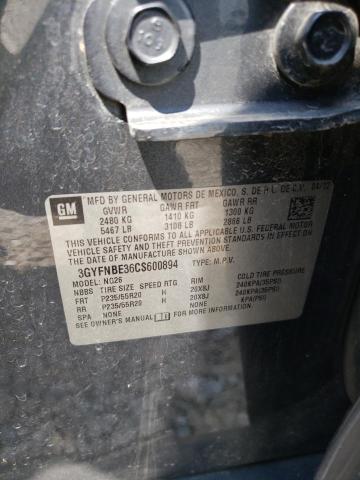 GM
MFD BY GENERAL MOTORS DE MEXICO, S. DE R L. DE C.V. 04/12
GVWR GAWR FRT GAWR RR
2480 KG 1410 KG 1300 KG
5467 LB 3108 LB 2866 LB
THIS VEHICLE CONFORMS TO ALL APPLICABLE U.S. FEDERAL MOTOR
VEHICLE SAFETY AND THEFT PREVENTION STANDARDS IN EFFECT ON
THE DATE OF MANUFACTURE SHOWN ABOVE.
3GYFNBE36CS600894 TYPE: M.P.V.
MODEL: NG26
NBBS TIRE SIZE SPEED RTG RIM COLD TIRE PRESSURE
FRT P235/55R20 H 20X8J 240KPA(35PSI)
RR P235/55R20 H 20X8J 240KPA(35PSI)
SPA NONE NONE KPA(PSI)
SEE OWNER'S MANUAL FOR